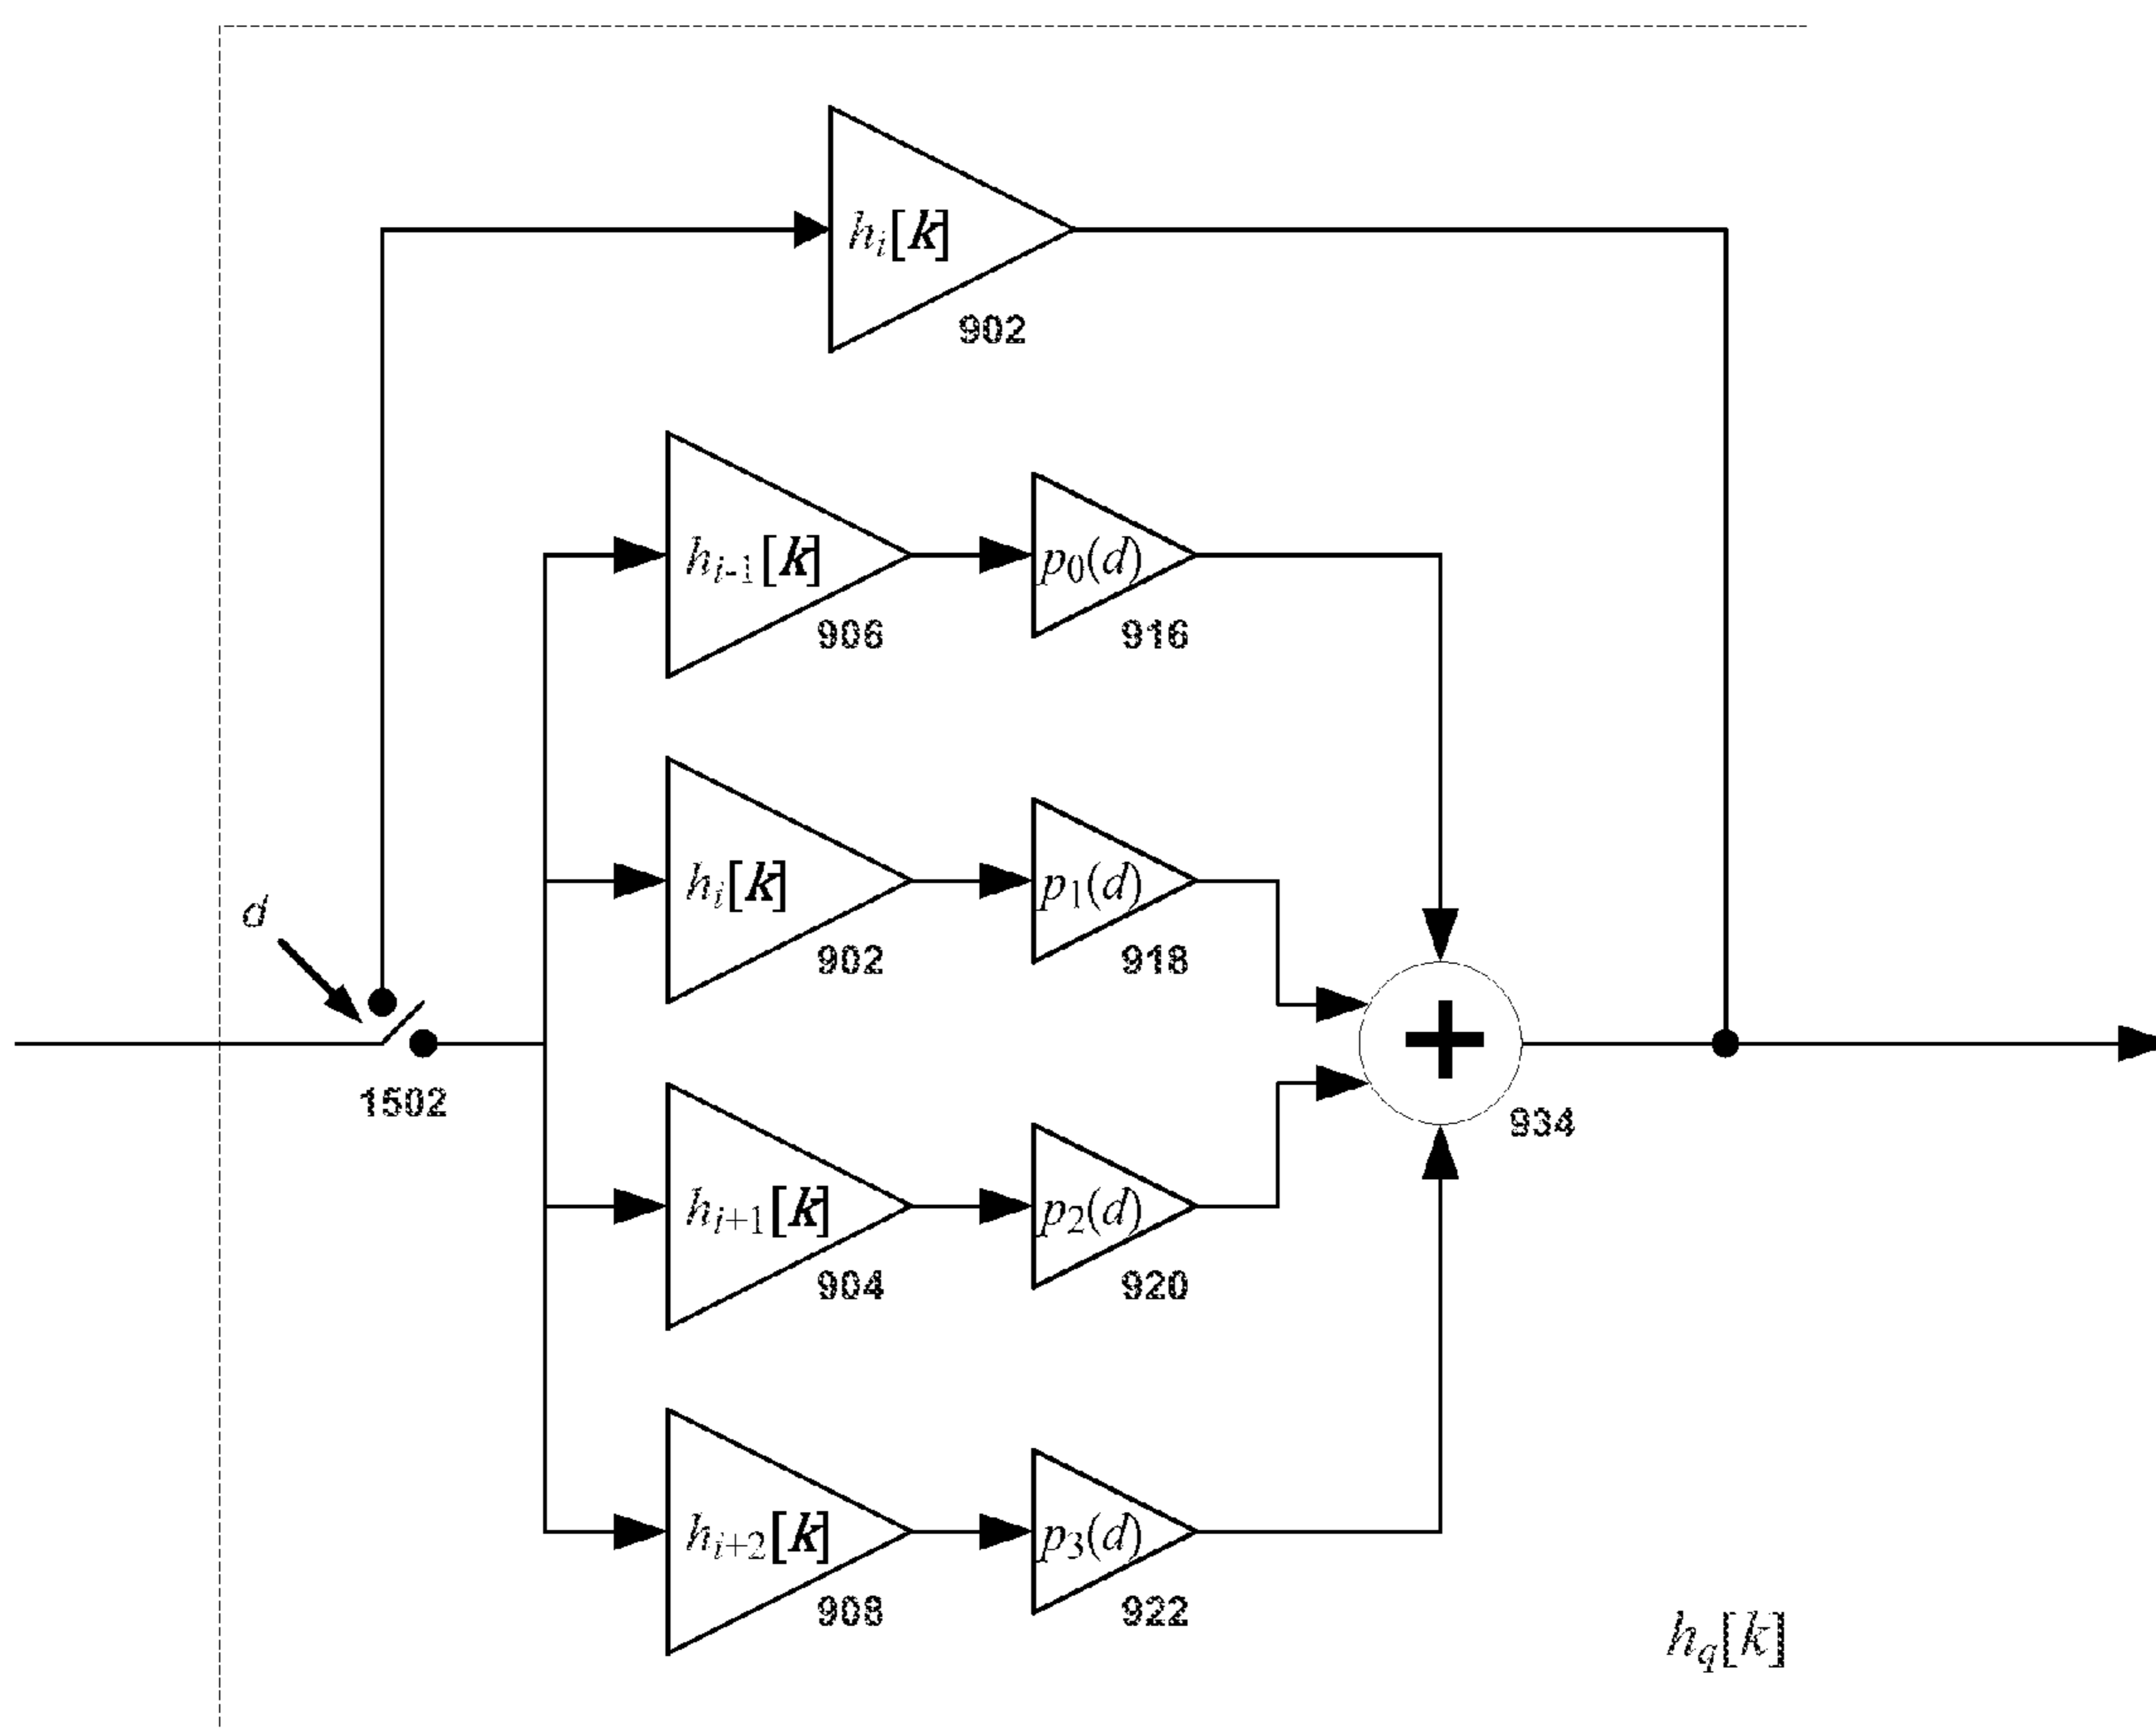 hᵢ[k]
902
hᵢ₋₁[k]
p₀(d)
906
916
hᵢ[k]
p₁(d)
d
902
918
1502
934
hᵢ₊₁[k]
p₂(d)
904
920
hᵢ₊₂[k]
p₃(d)
908
922
h_q[k]